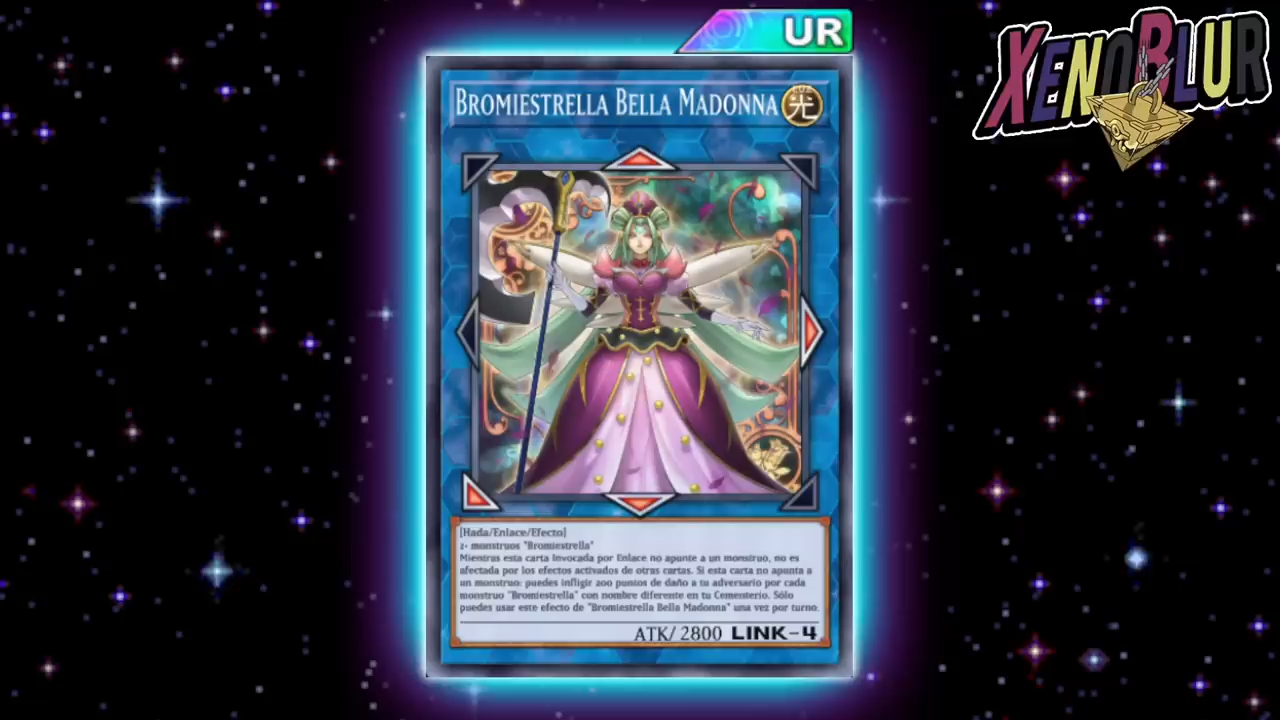 UR
XENOBLUR
BROMIESTRELLA BELLA MADONNA
光
[Hada/Enlace/Efecto]
2+ monstruos "Bromiestrella"
Mientras esta carta Invocada por Enlace no apunte a un monstruo, no es
afectada por los efectos activados de otras cartas. Si esta carta no apunta a
un monstruo: puedes infligir 200 puntos de daño a tu adversario por cada
monstruo "Bromiestrella" con nombre diferente en tu Cementerio. Sólo
puedes usar este efecto de "Bromiestrella Bella Madonna" una vez por turno.
ATK/ 2800 LINK-4